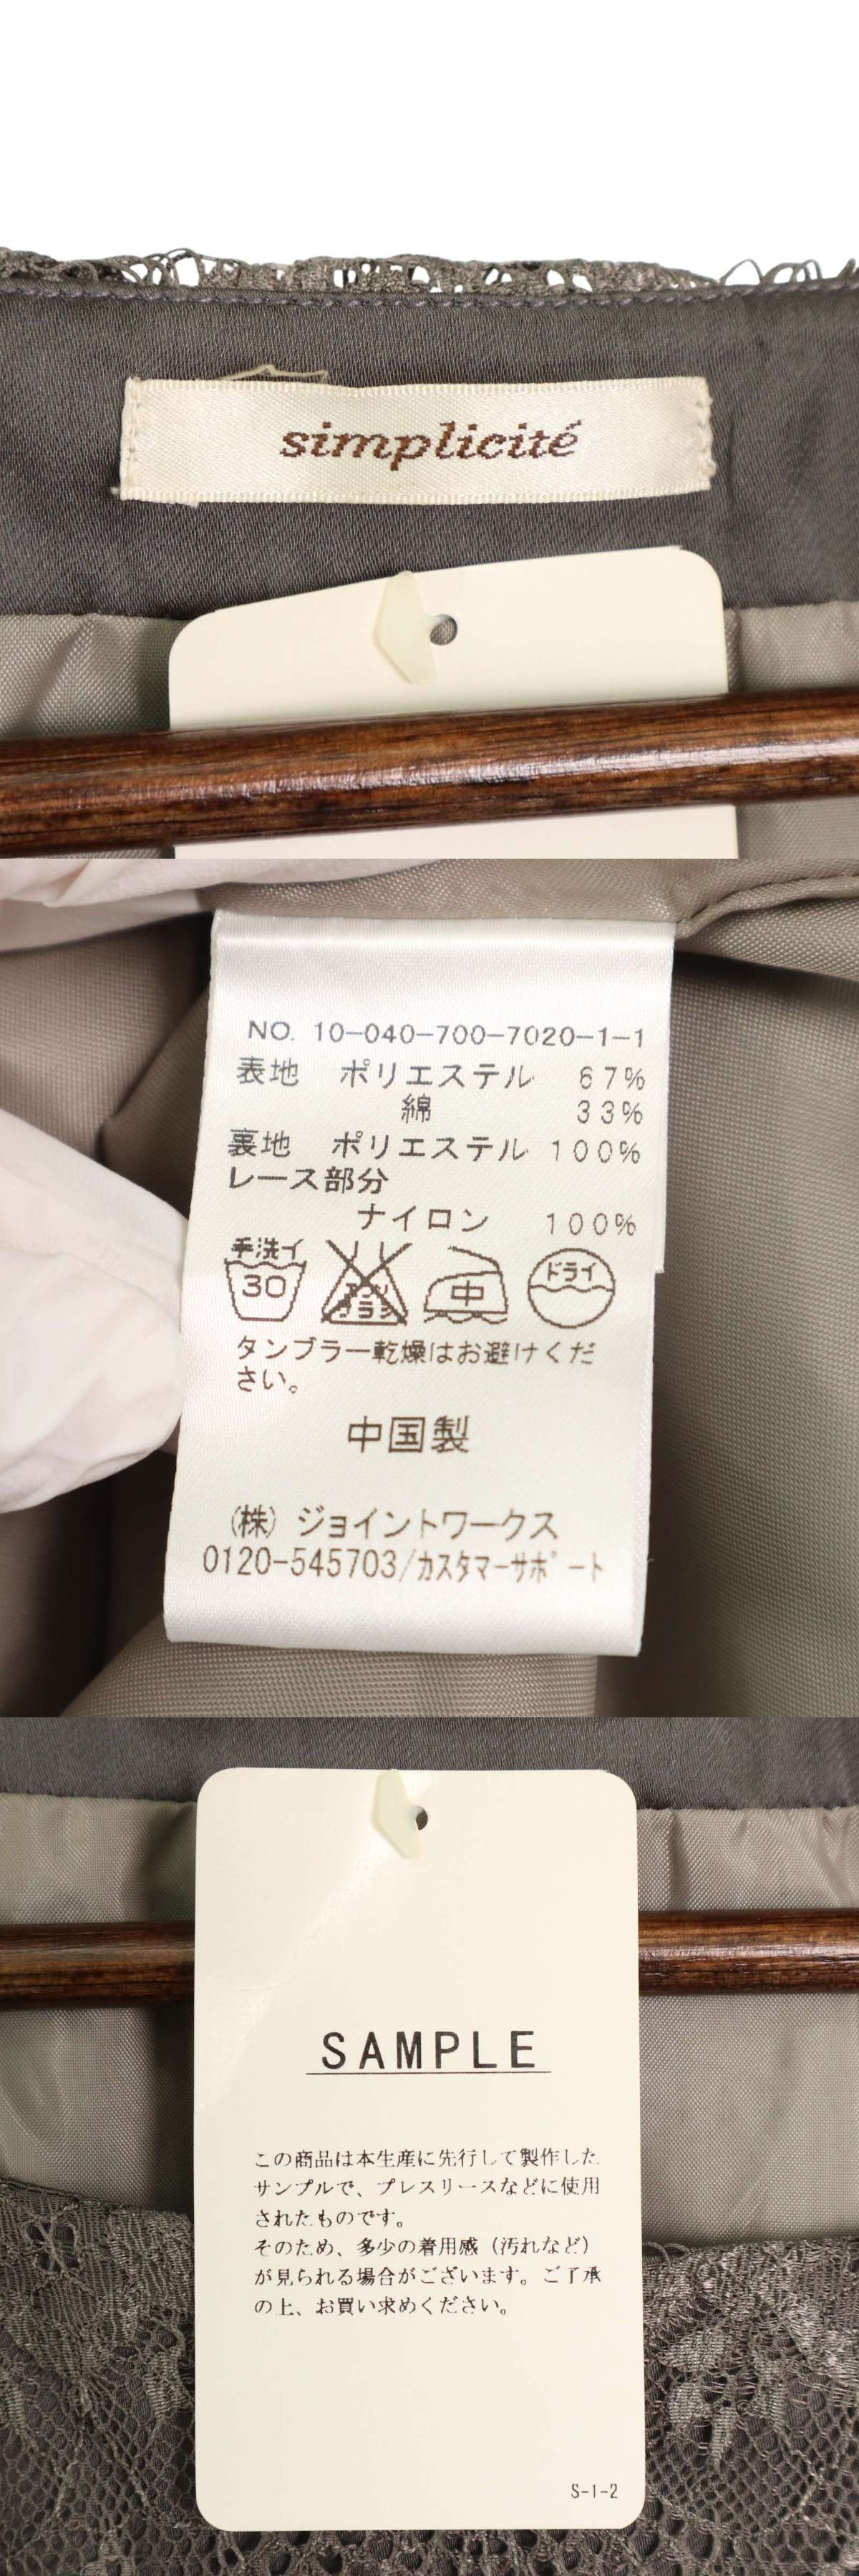 simplicité
NO. 10-040-700-7020-1-1
表地 ポリエステル 67%
綿 33%
裏地 ポリエステル 100%
レース部分
ナイロン 100%
手洗イ
30
エンソ
サラシ
中
ドライ
タンブラー乾燥はお避けくだ
さい。
中国製
(株) ジョイントワークス
0120-545703/カスタマーサポート
SAMPLE
この商品は本生産に先行して製作した
サンプルで、プレスリースなどに使用
されたものです。
そのため、多少の着用感（汚れなど）
が見られる場合がございます。ご了承
の上、お買い求めください。
S-1-2